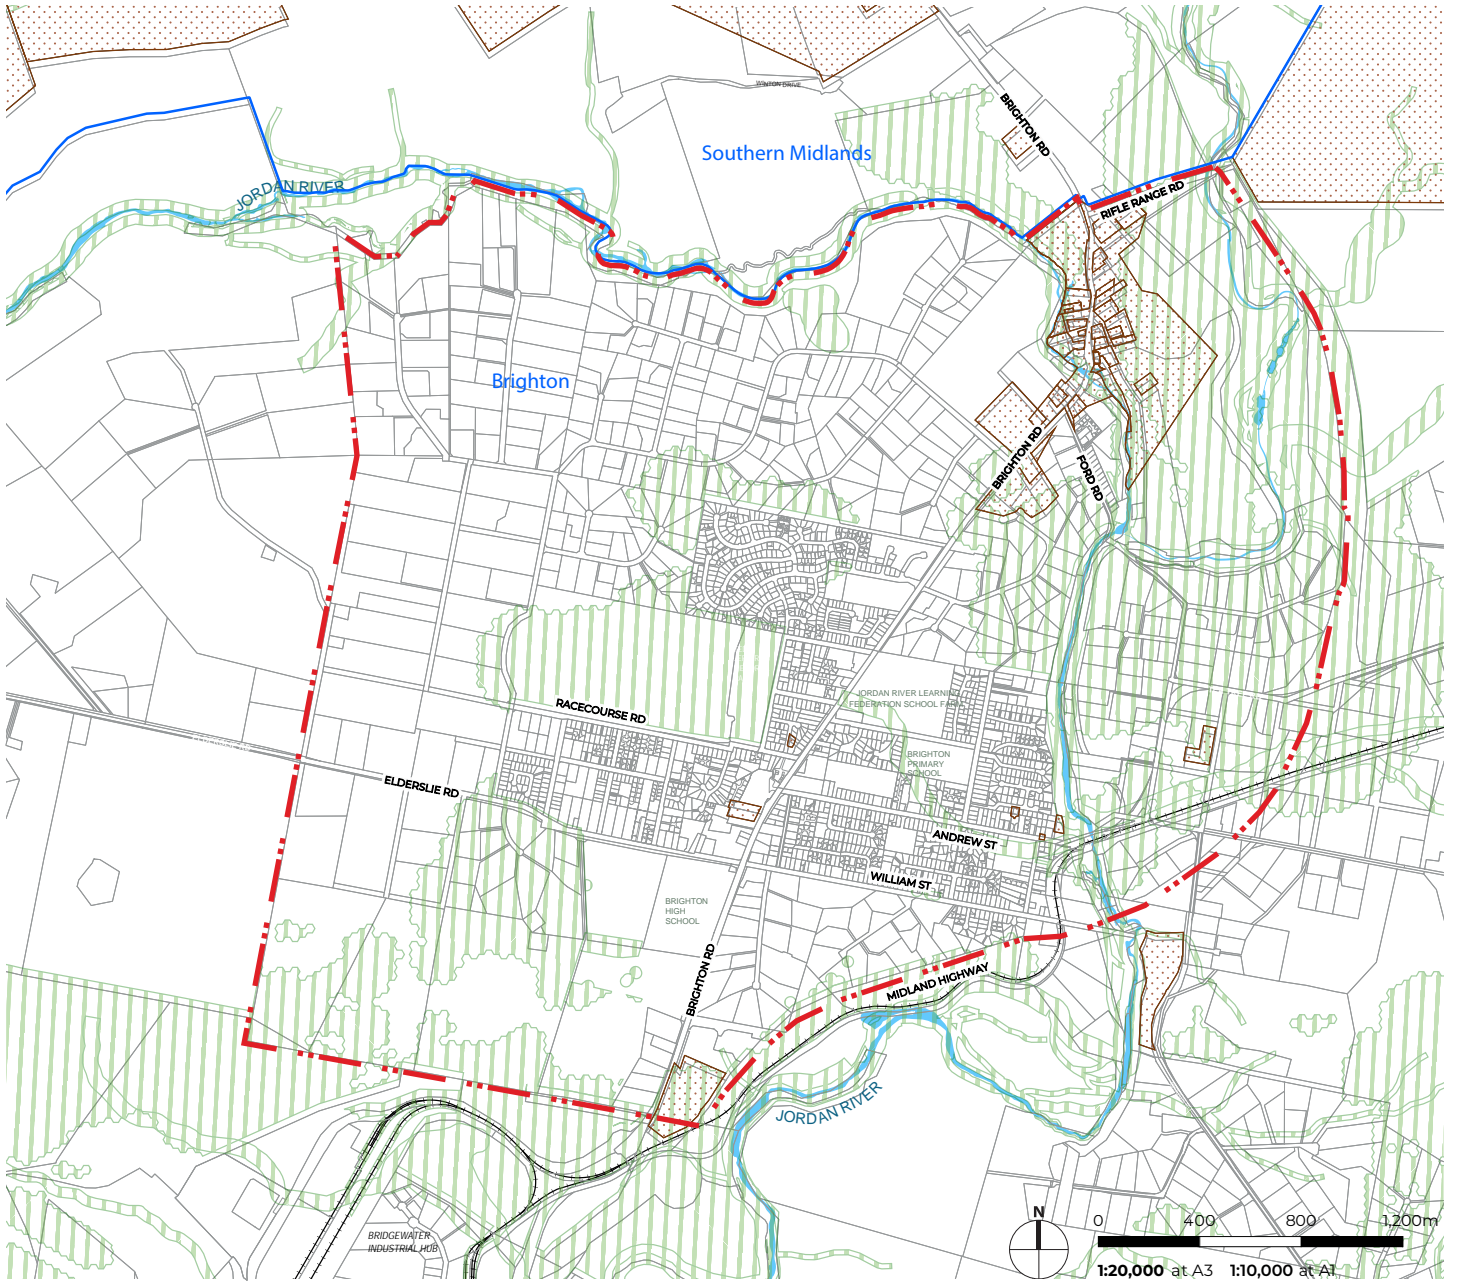 WINTON DRIVE
BRIGHTON RD
Southern Midlands
JORDAN RIVER
RIFLE RANGE RD
Brighton
BRIGHTON RD
FORD RD
JORDAN RIVER LEARNING
FEDERATION SCHOOL FARM
RACECOURSE RD
BRIGHTON
PRIMARY
SCHOOL
ELDERSLIE RD
ELDERSLIE RD
ANDREW ST
WILLIAM ST
BRIGHTON
HIGH
SCHOOL
BRIGHTON RD
MIDLAND HIGHWAY
JORDAN RIVER
BRIDGEWATER
INDUSTRIAL HUB
N
0 400 800 1,200m
1:20,000 at A3 1:10,000 at A1